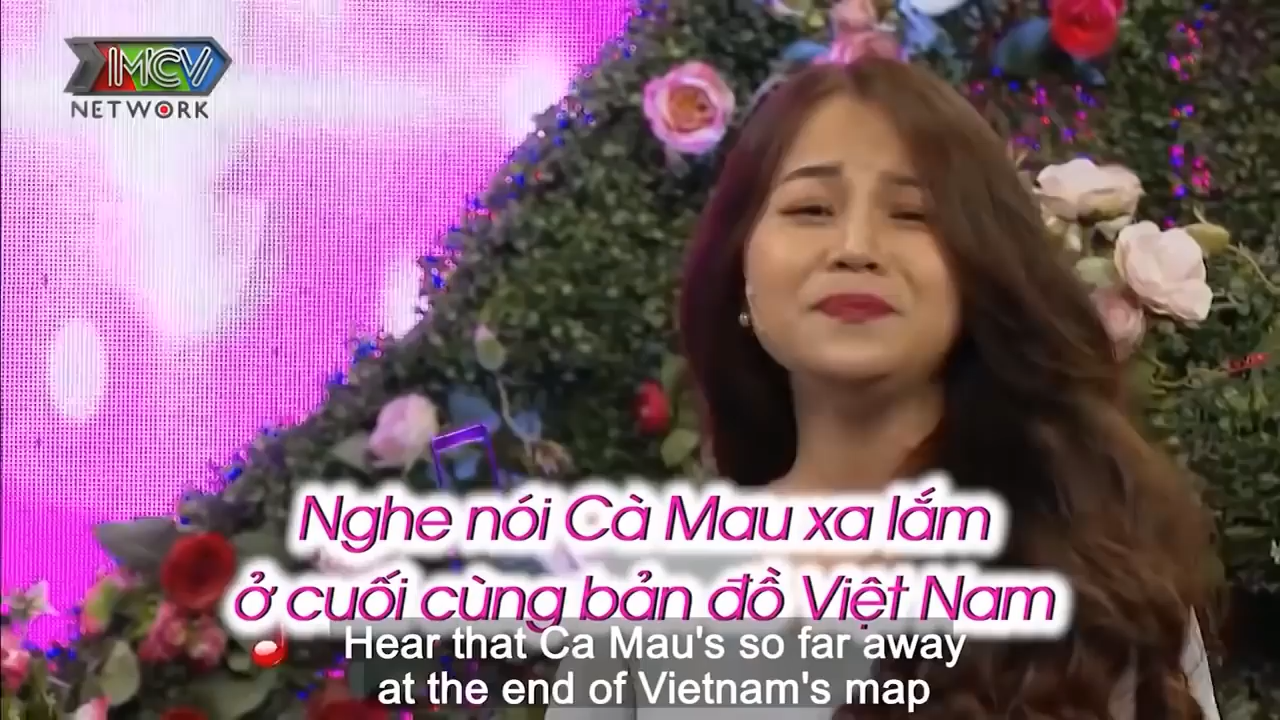 MCV
NETWORK
Nghe nói Cà Mau xa lắm
ở cuối cùng bản đồ Việt Nam
Hear that Ca Mau's so far away
at the end of Vietnam's map